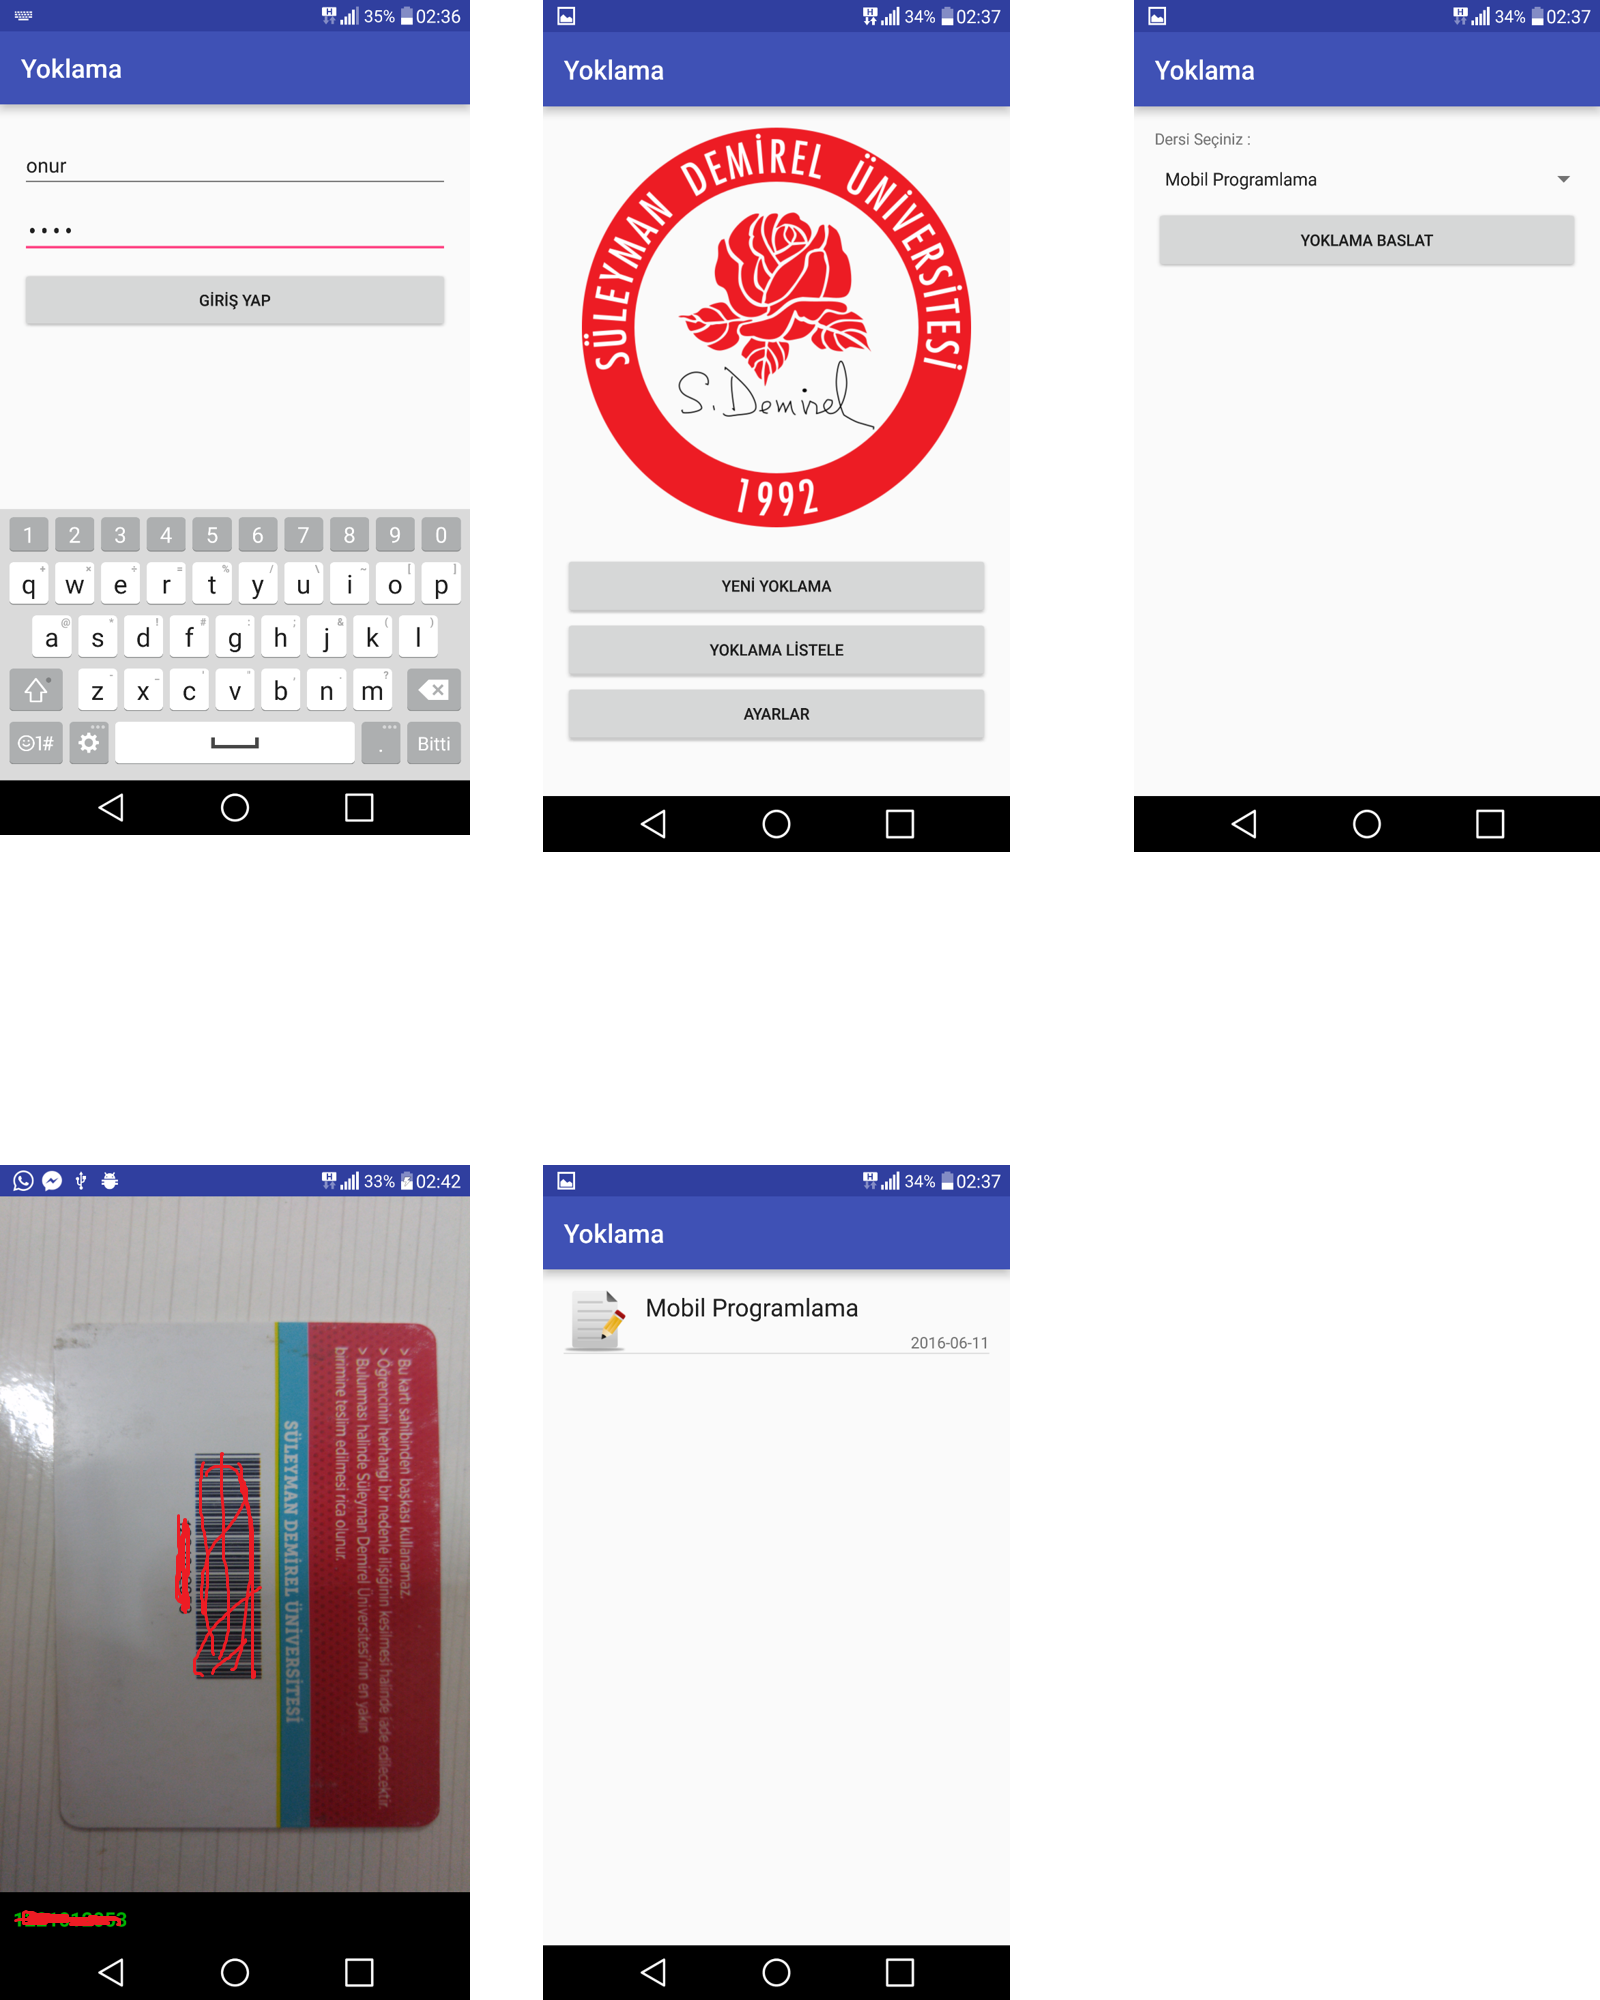 35% 02:36
Yoklama
onur
GİRİŞ YAP
1 2 3 4 5 6 7 8 9 0
q w e r t y u i o p
a s d f g h j k l
z x c v b n m
1# . Bitti
34% 02:37
Yoklama
SÜLEYMAN DEMİREL ÜNİVERSİTESİ
S. Demirel
1992
YENİ YOKLAMA
YOKLAMA LİSTELE
AYARLAR
34% 02:37
Yoklama
Dersi Seçiniz :
Mobil Programlama
YOKLAMA BASLAT
33% 02:42
> Bu kartı sahibinden başkası kullanamaz.
> Öğrencinin herhangi bir nedenle ilişiğinin kesilmesi halinde iade edilecektir.
> Bulunması halinde Süleyman Demirel Üniversitesi'nin en yakın
birimine teslim edilmesi rica olunur.
SÜLEYMAN DEMİREL ÜNİVERSİTESİ
34% 02:37
Yoklama
Mobil Programlama
2016-06-11